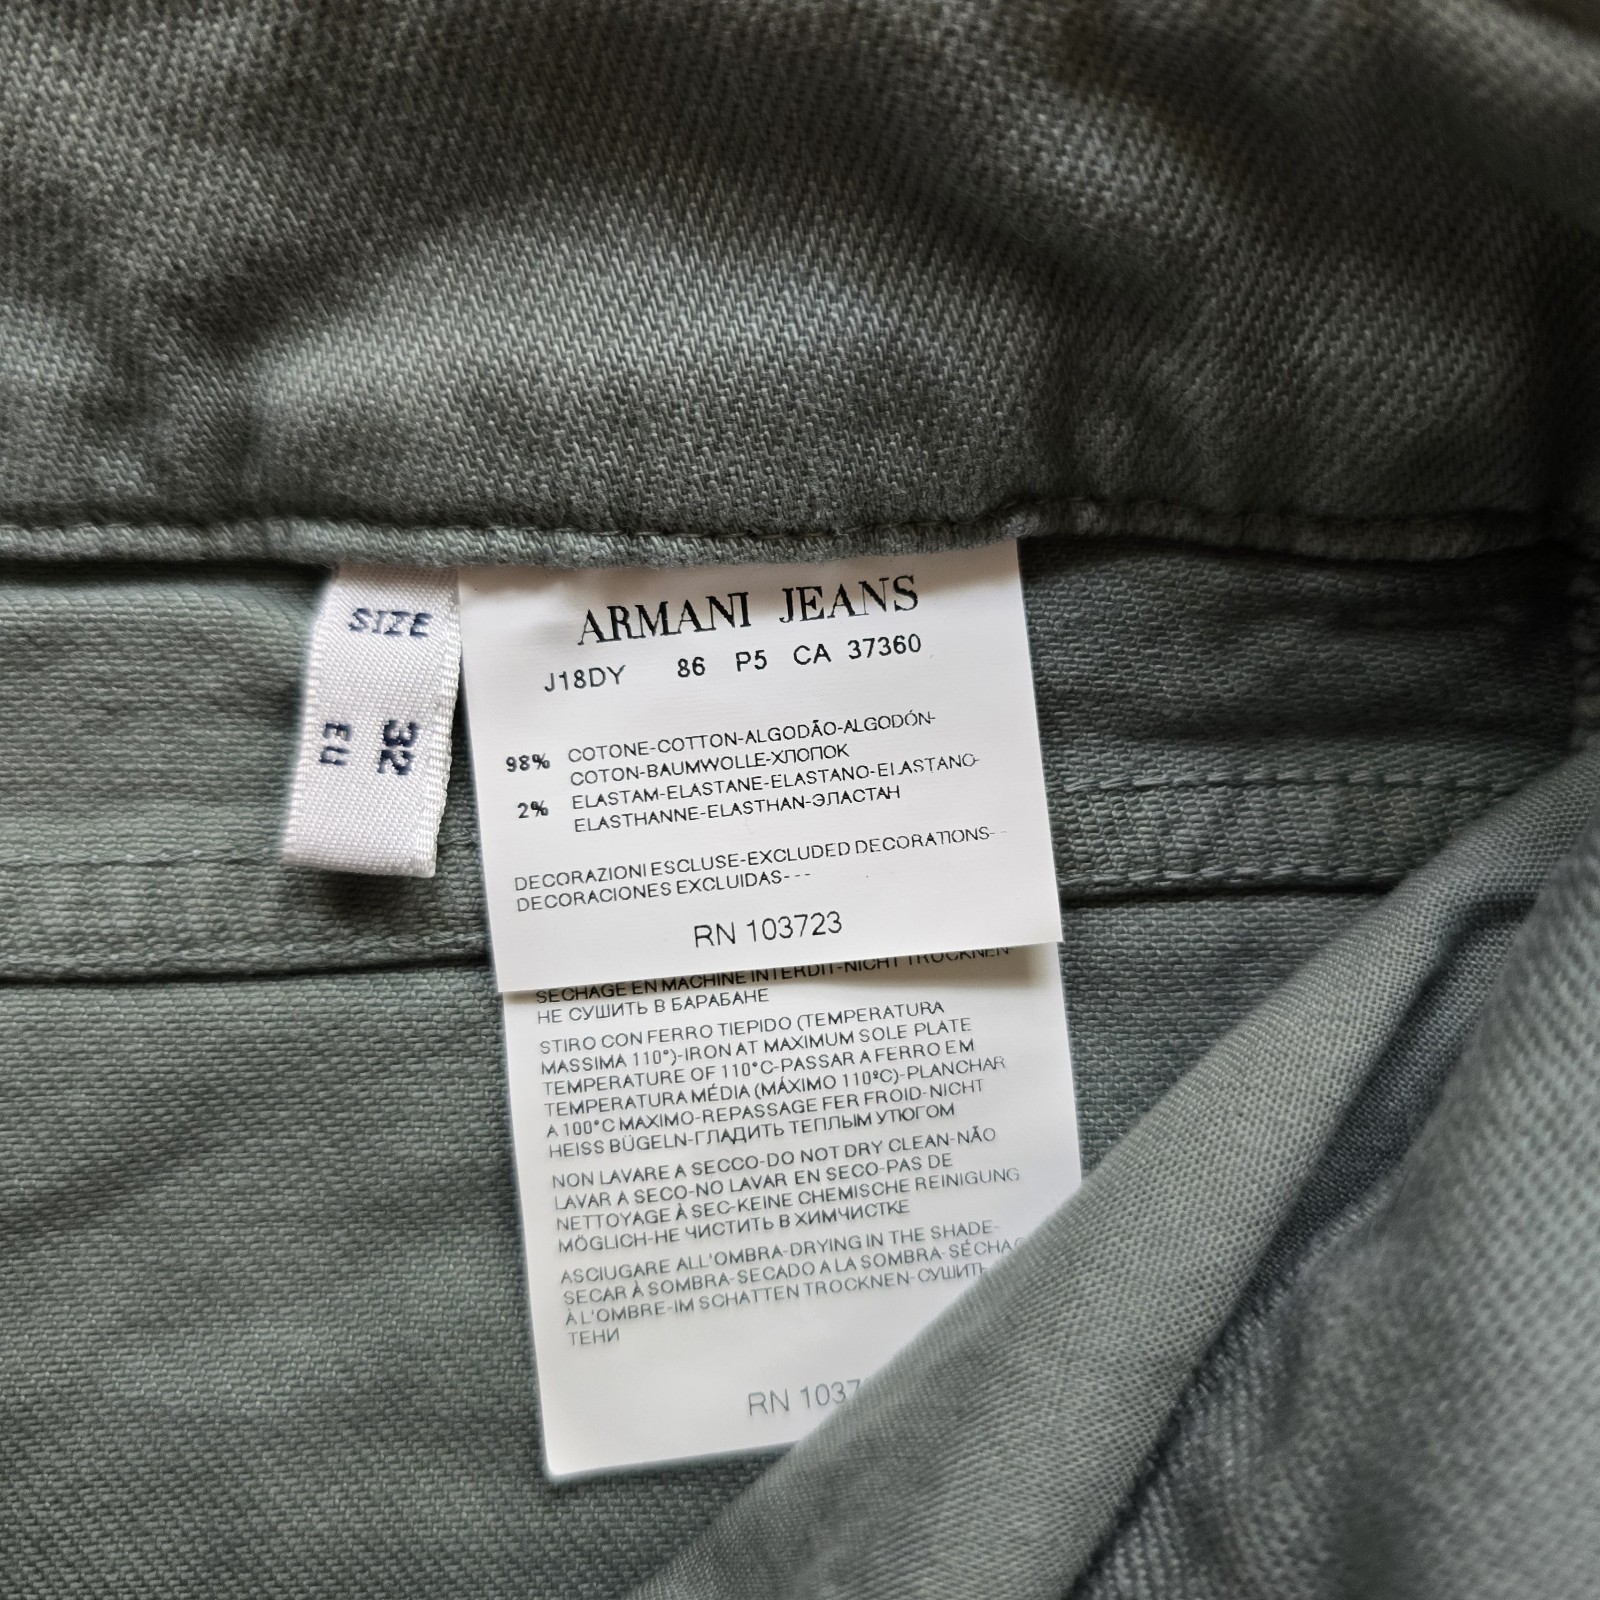 SIZE
32
EU
ARMANI JEANS
J18DY 86 P5 CA 37360
98% COTONE-COTTON-ALGODÃO-ALGODÓN-
COTON-BAUMWOLLE-ХЛОПОК
2% ELASTAM-ELASTANE-ELASTANO-ELASTANO-
ELASTHANNE-ELASTHAN-ЭЛАСТАН
DECORAZIONI ESCLUSE-EXCLUDED DECORATIONS--
DECORACIONES EXCLUIDAS---
RN 103723
SÉCHAGE EN MACHINE INTERDIT-NICHT TROCKNEN-
НЕ СУШИТЬ В БАРАБАНЕ
STIRO CON FERRO TIEPIDO (TEMPERATURA
MASSIMA 110°)-IRON AT MAXIMUM SOLE PLATE
TEMPERATURE OF 110°C-PASSAR A FERRO EM
TEMPERATURA MÉDIA (MÁXIMO 110ºC)-PLANCHAR
A 100°C MAXIMO-REPASSAGE FER FROID-NICHT
HEISS BÜGELN-ГЛАДИТЬ ТЕПЛЫМ УТЮГОМ
NON LAVARE A SECCO-DO NOT DRY CLEAN-NÃO
LAVAR A SECO-NO LAVAR EN SECO-PAS DE
NETTOYAGE À SEC-KEINE CHEMISCHE REINIGUNG
MÖGLICH-НЕ ЧИСТИТЬ В ХИМЧИСТКЕ
ASCIUGARE ALL'OMBRA-DRYING IN THE SHADE-
SECAR À SOMBRA-SECADO A LA SOMBRA-SÉCHAG
À L'OMBRE-IM SCHATTEN TROCKNEN-СУШИТЬ
ТЕНИ
RN 1037